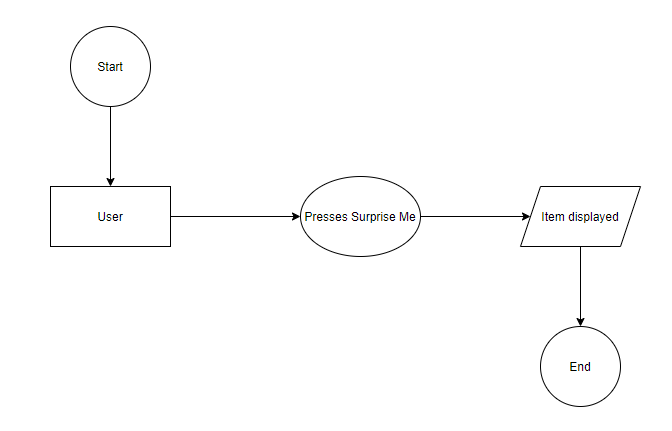 Start
User
Presses Surprise Me
Item displayed
End